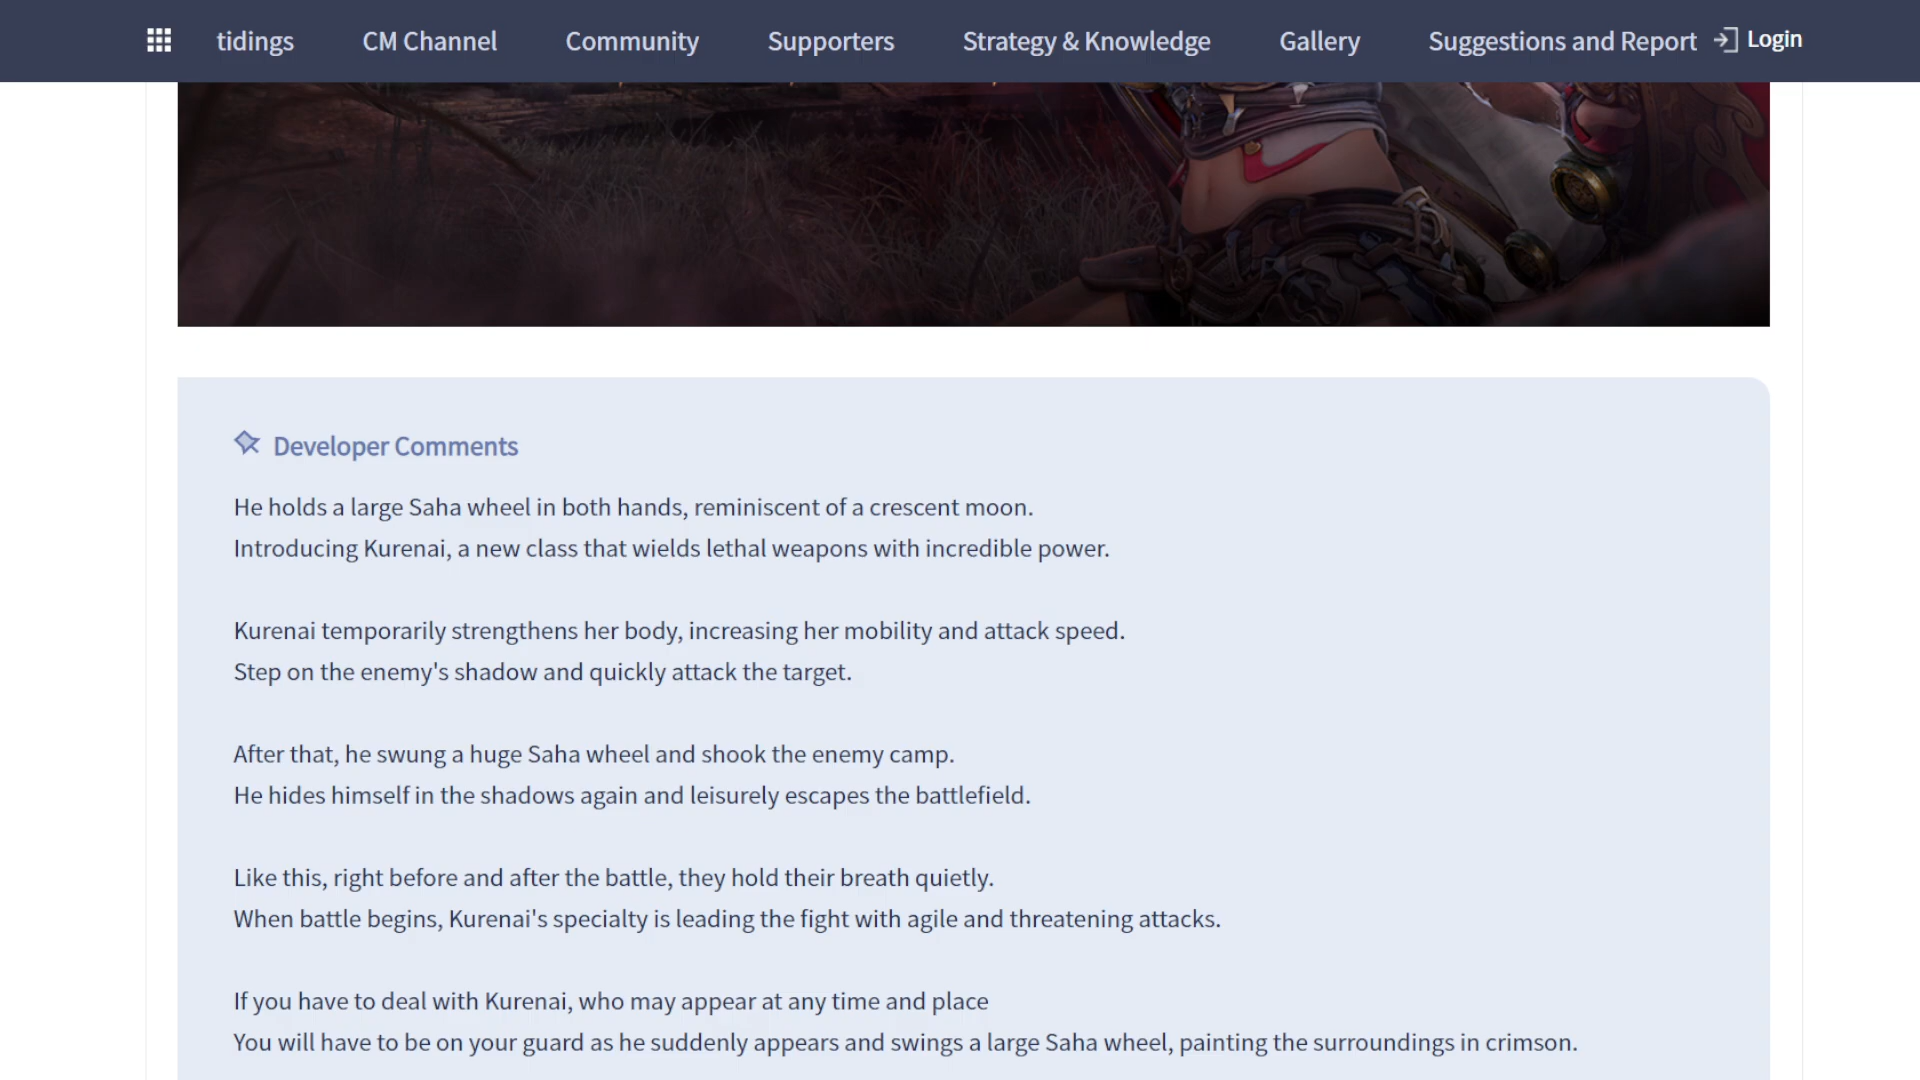 tidings
CM Channel
Community
Supporters
Strategy & Knowledge
Gallery
Suggestions and Report
Login
Developer Comments
He holds a large Saha wheel in both hands, reminiscent of a crescent moon.
Introducing Kurenai, a new class that wields lethal weapons with incredible power.
Kurenai temporarily strengthens her body, increasing her mobility and attack speed.
Step on the enemy's shadow and quickly attack the target.
After that, he swung a huge Saha wheel and shook the enemy camp.
He hides himself in the shadows again and leisurely escapes the battlefield.
Like this, right before and after the battle, they hold their breath quietly.
When battle begins, Kurenai's specialty is leading the fight with agile and threatening attacks.
If you have to deal with Kurenai, who may appear at any time and place
You will have to be on your guard as he suddenly appears and swings a large Saha wheel, painting the surroundings in crimson.